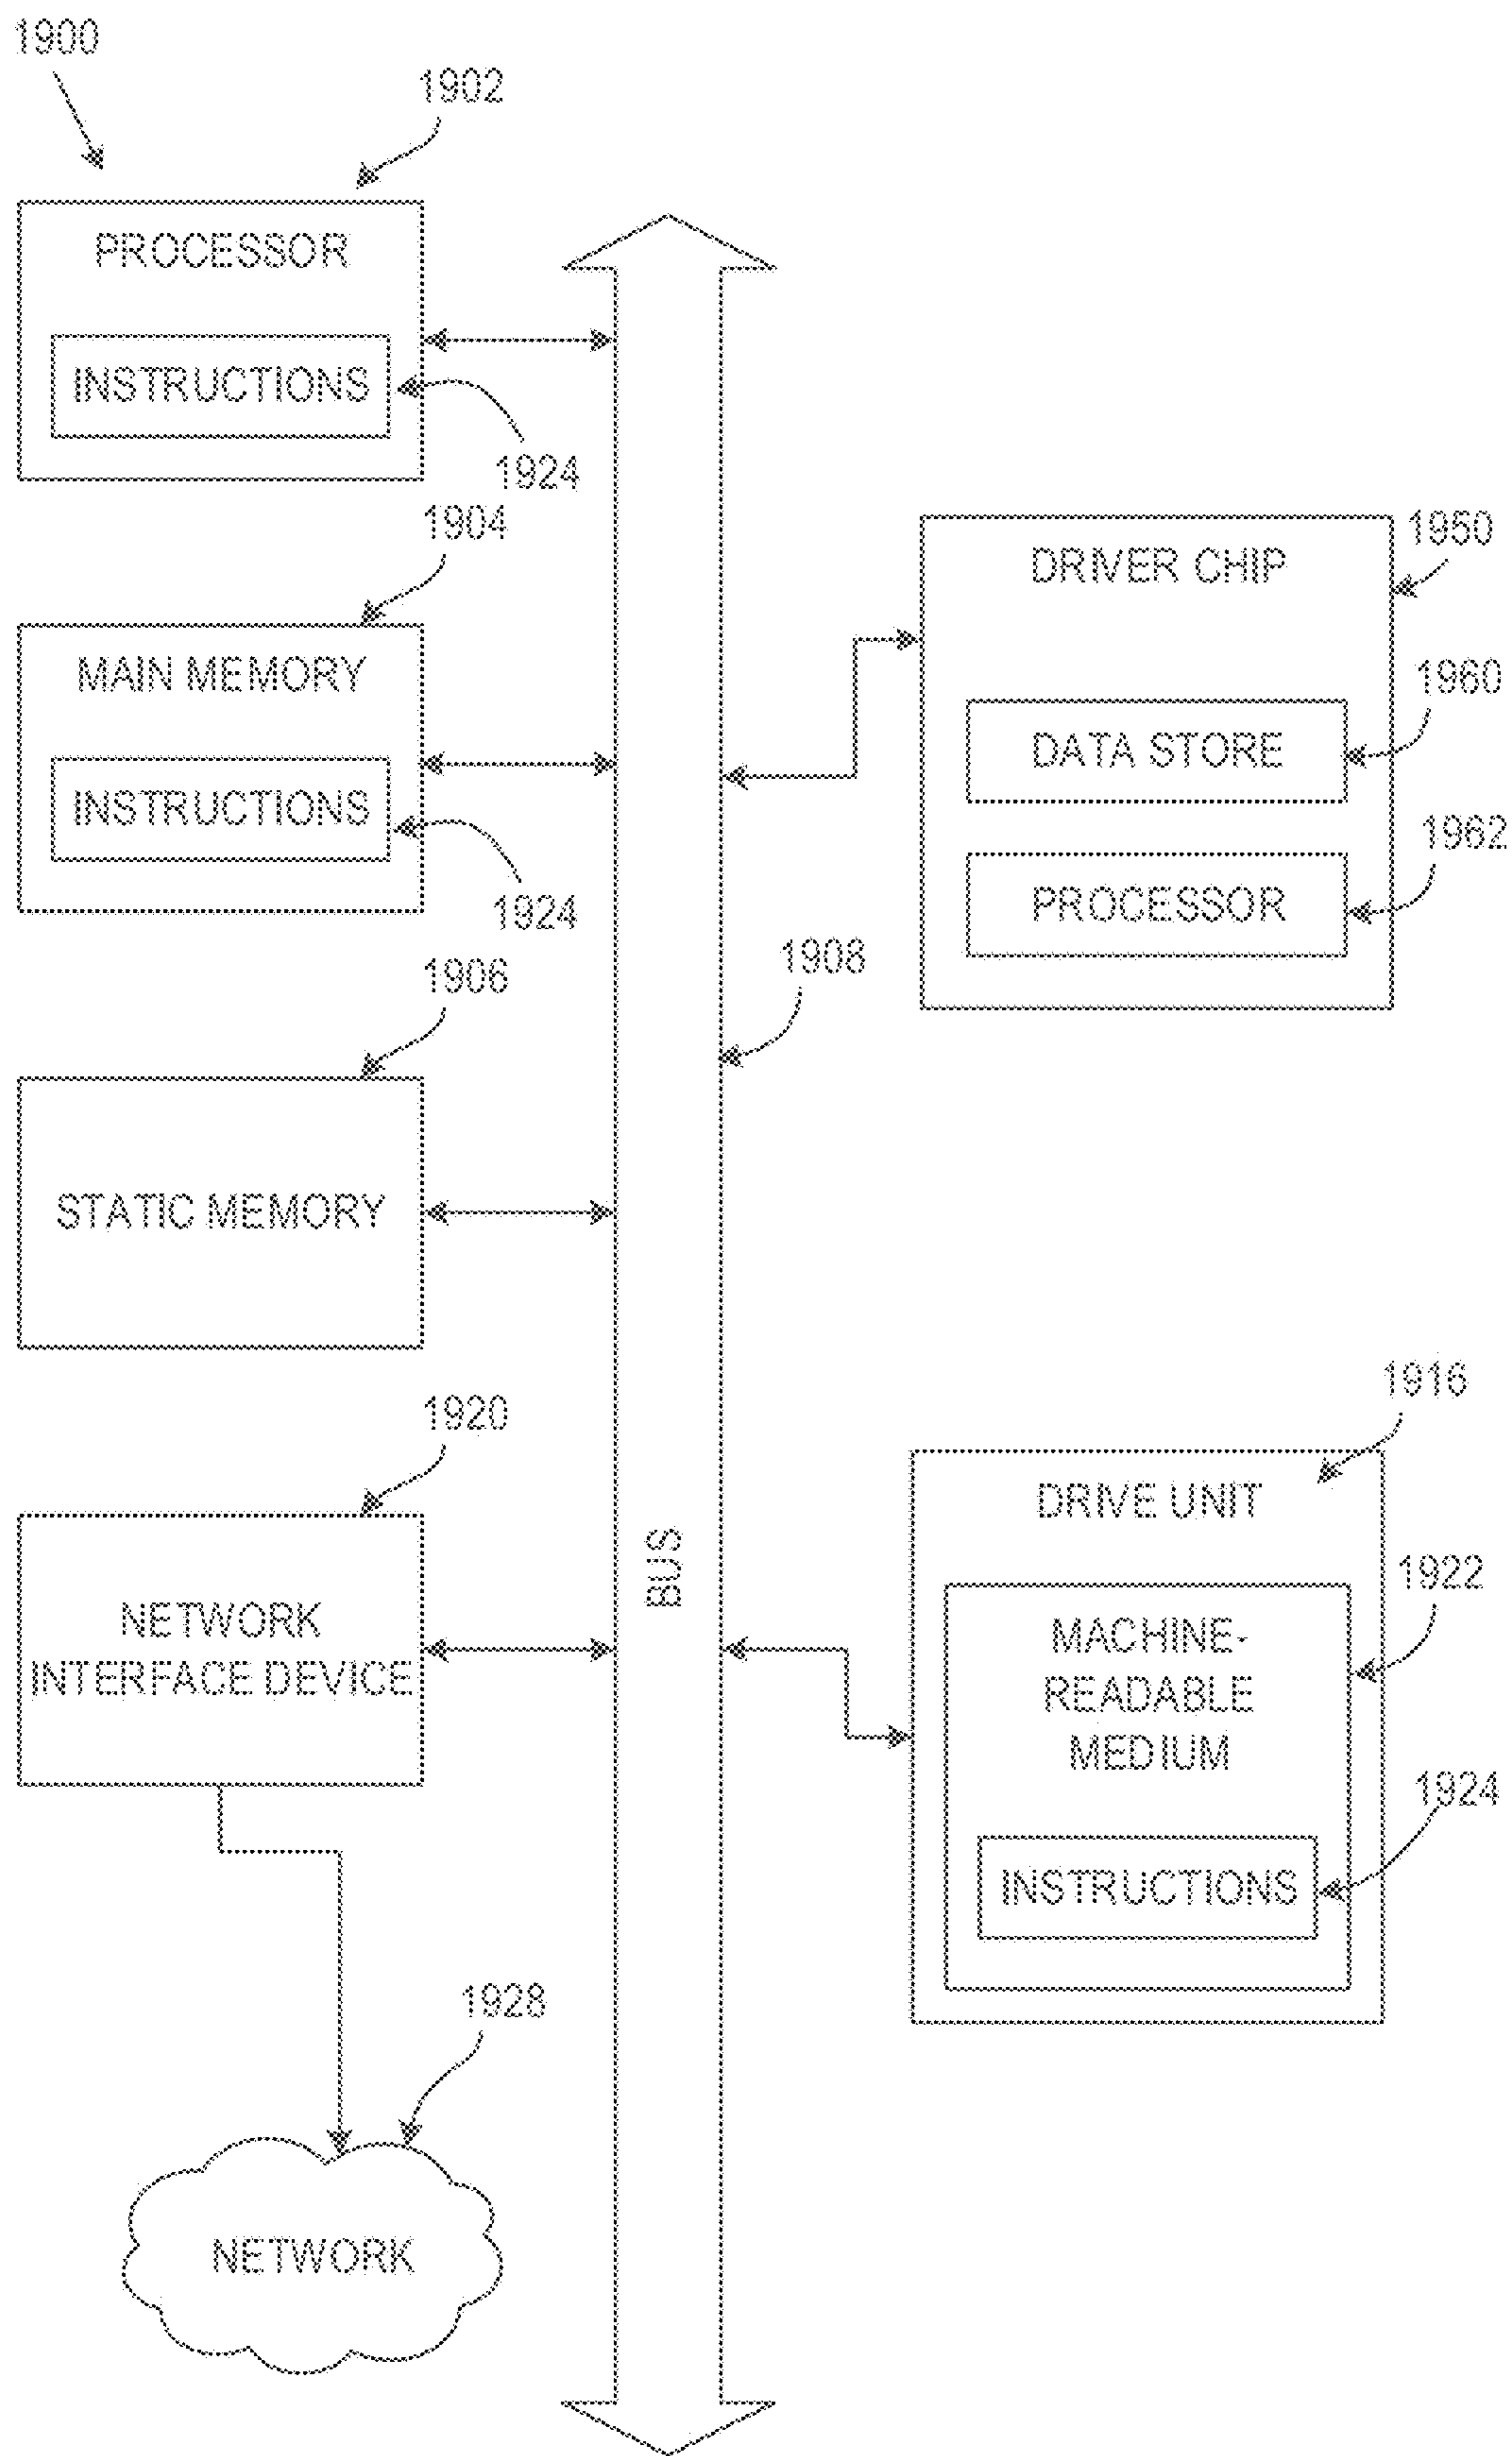 1900
1902
PROCESSOR
INSTRUCTIONS
1924
1904
MAIN MEMORY
INSTRUCTIONS
1924
1906
STATIC MEMORY
1920
NETWORK
INTERFACE DEVICE
1928
NETWORK
BUS
1908
1950
DRIVER CHIP
1960
DATA STORE
1962
PROCESSOR
1916
DRIVE UNIT
1922
MACHINE-
READABLE
MEDIUM
1924
INSTRUCTIONS